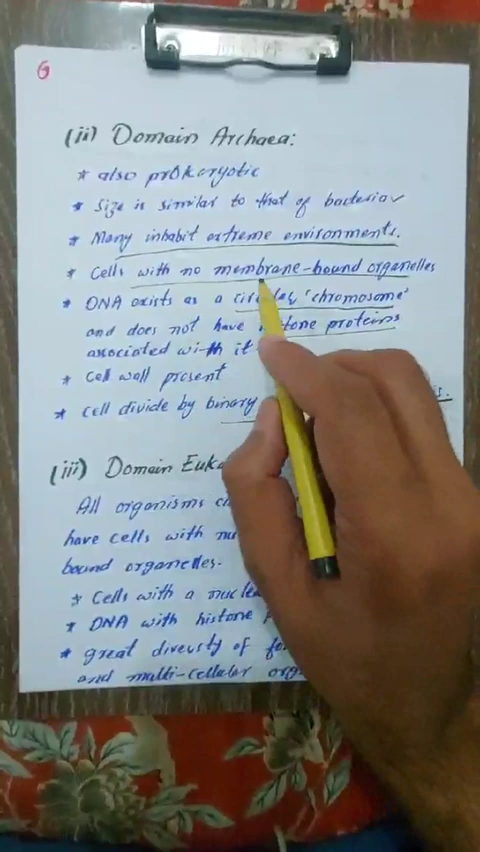 6
(ii) Domain Archaea:
* also prokaryotic
* Size is similar to that of bacteria
* Many inhabit extreme environments.
* Cells with no membrane-bound organelles
* DNA exists as a 'chromosome'
and does not have proteins
associated with it
* Cell wall present
* Cell divide by binary
(iii) Domain
All organisms
have cells with
bound organelles.
* Cells with a
* DNA with histone
* great diveusty of
and multi-cellular